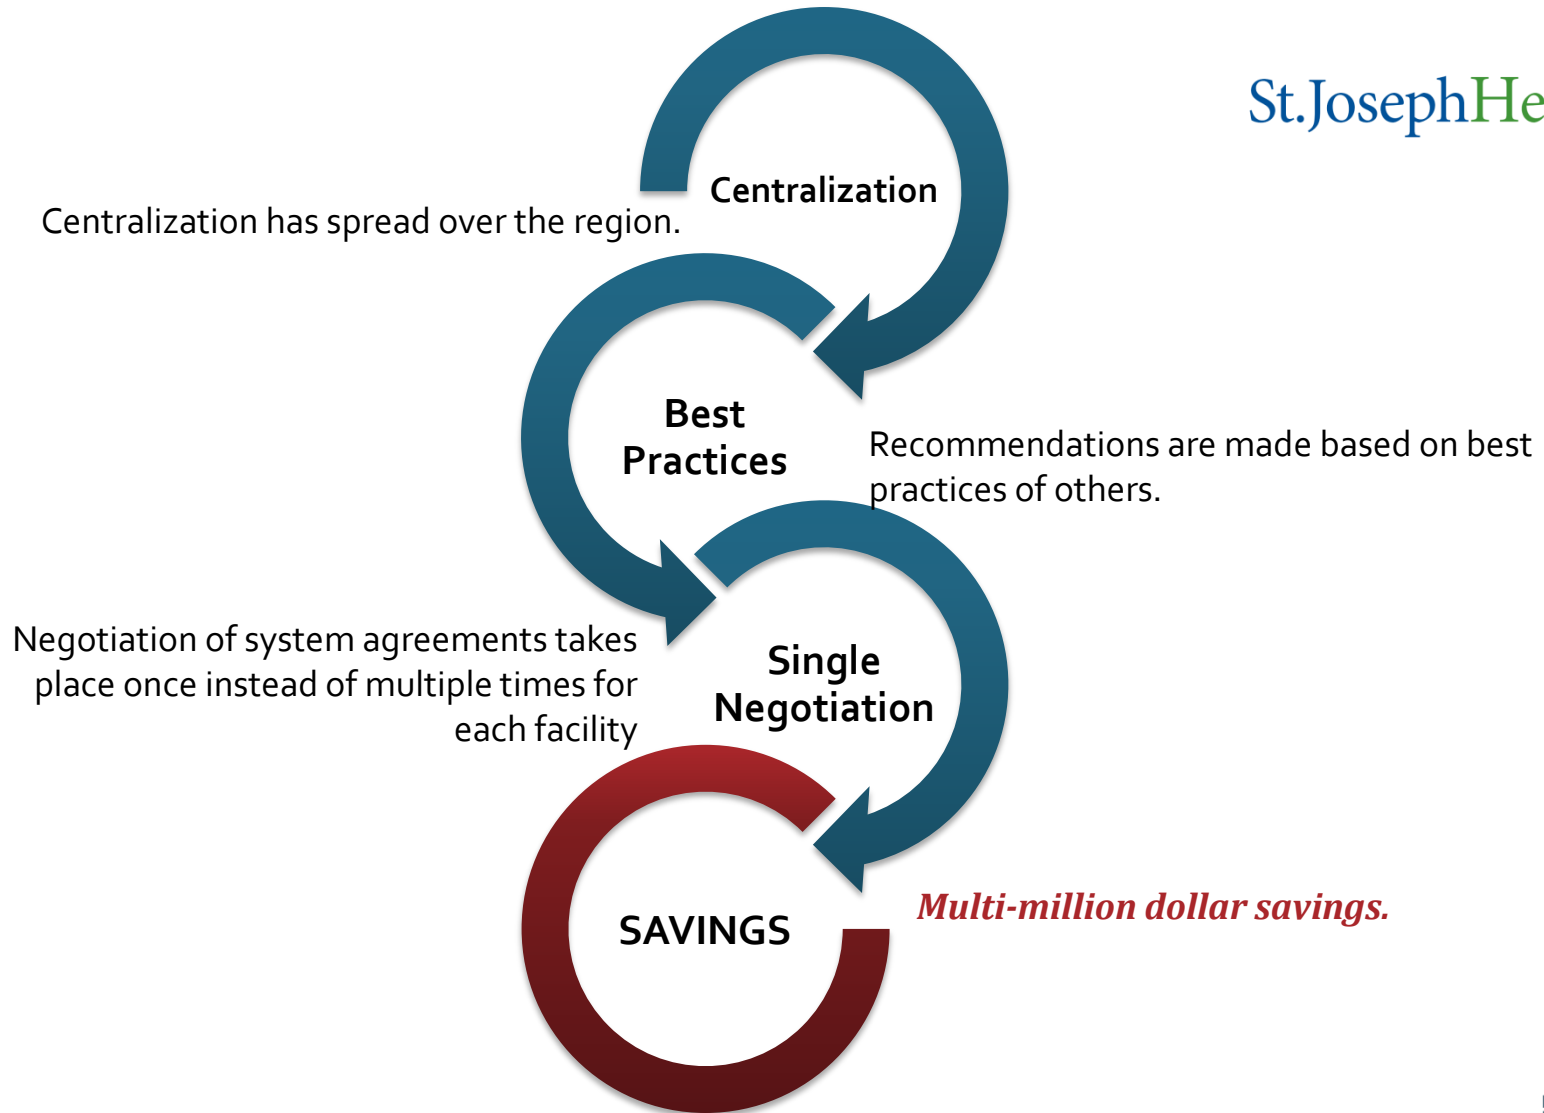 St.JosephHe
Centralization
Centralization has spread over the region.
Best
Practices
Recommendations are made based on best
practices of others.
Negotiation of system agreements takes
place once instead of multiple times for
each facility
Single
Negotiation
SAVINGS
Multi-million dollar savings.